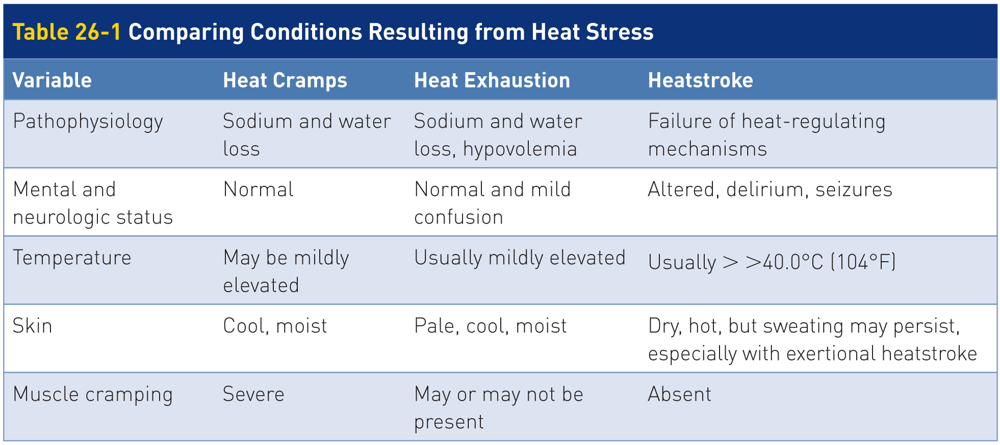 Table 26-1 Comparing Conditions Resulting from Heat Stress
Variable Heat Cramps Heat Exhaustion Heatstroke
Pathophysiology Sodium and water Sodium and water Failure of heat-regulating
loss loss, hypovolemia mechanisms
Mental and Normal Normal and mild Altered, delirium, seizures
neurologic status confusion
Temperature May be mildly Usually mildly elevated Usually > >40.0°C (104°F)
elevated
Skin Cool, moist Pale, cool, moist Dry, hot, but sweating may persist,
especially with exertional heatstroke
Muscle cramping Severe May or may not be Absent
present